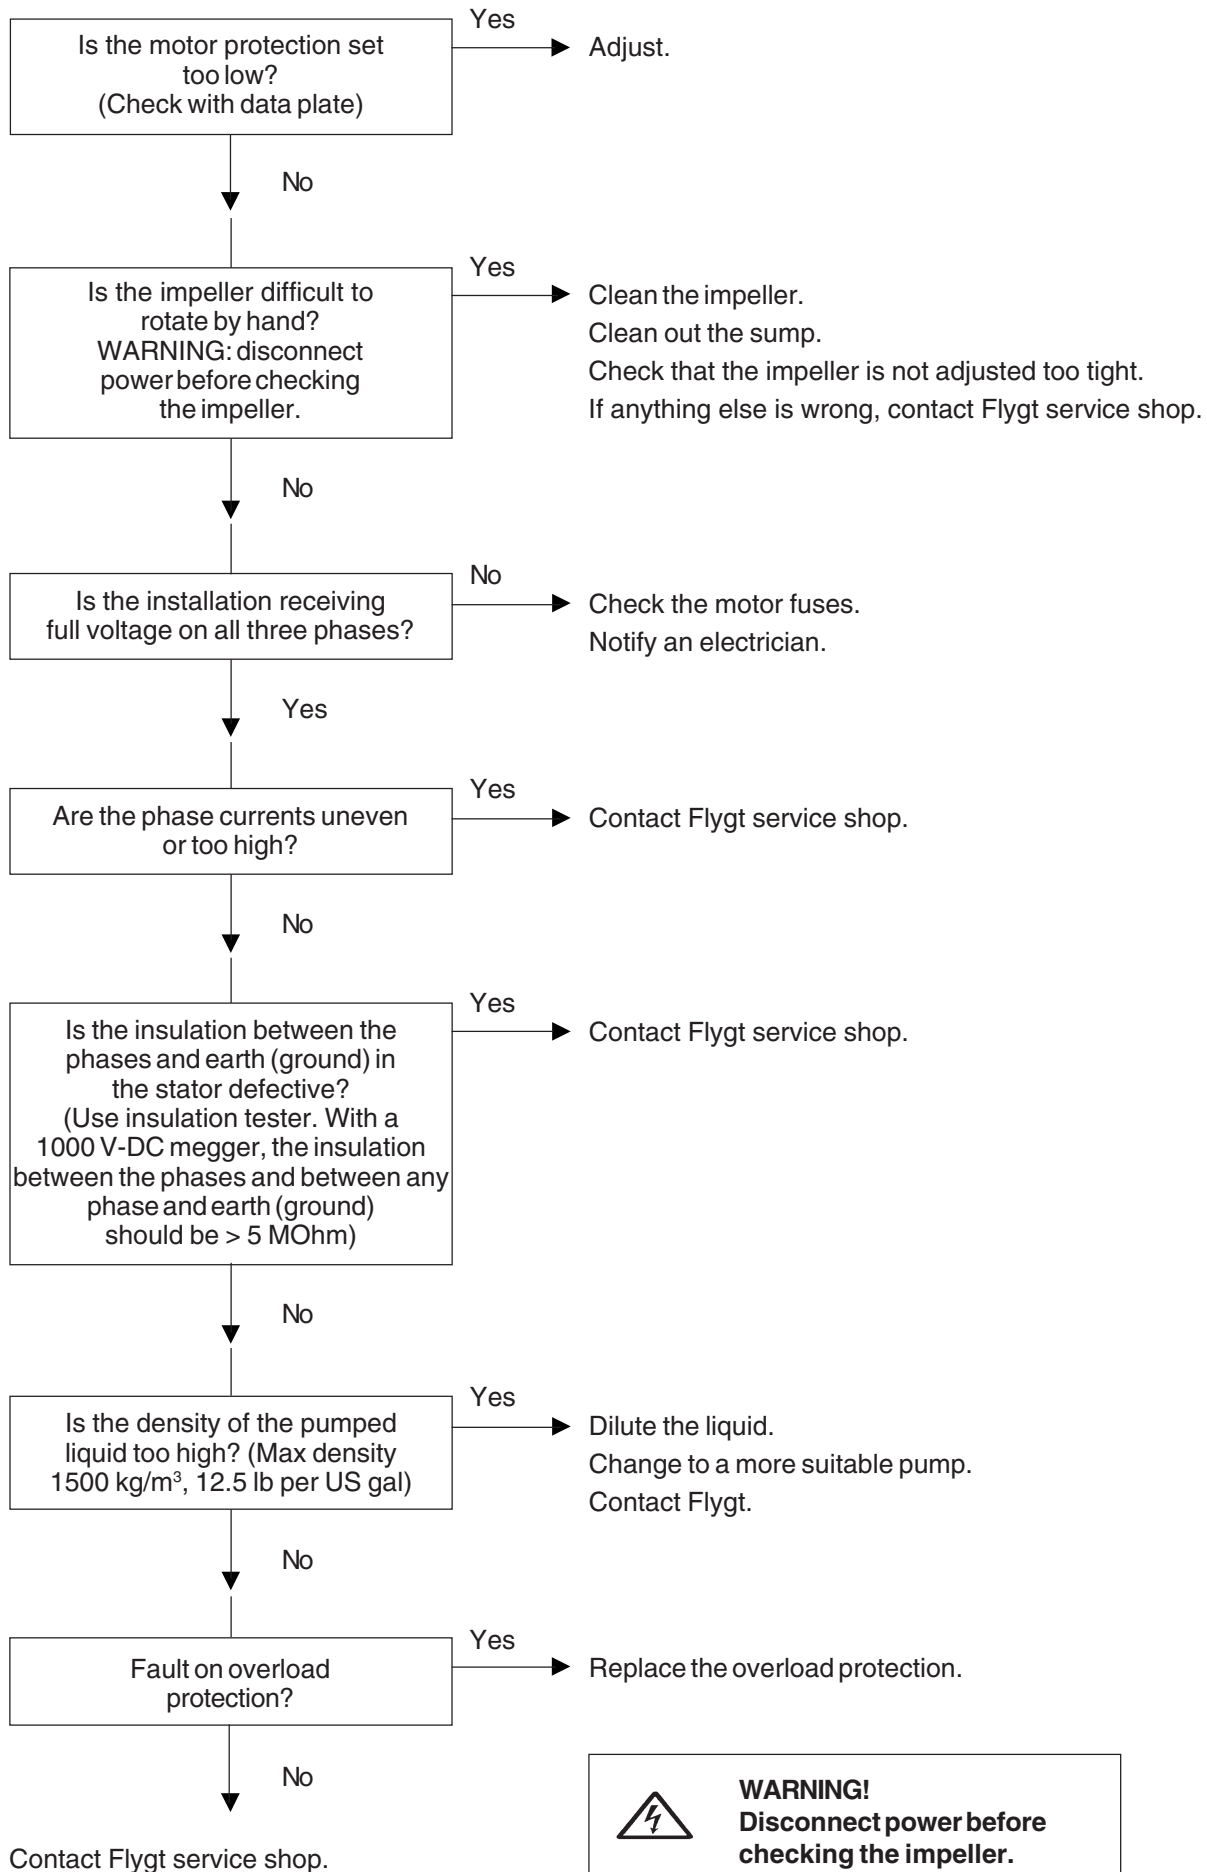 Is the motor protection set
too low?
(Check with data plate)
Yes
Adjust.
No
Is the impeller difficult to
rotate by hand?
WARNING: disconnect
power before checking
the impeller.
Yes
Clean the impeller.
Clean out the sump.
Check that the impeller is not adjusted too tight.
If anything else is wrong, contact Flygt service shop.
No
Is the installation receiving
full voltage on all three phases?
No
Check the motor fuses.
Notify an electrician.
Yes
Are the phase currents uneven
or too high?
Yes
Contact Flygt service shop.
No
Is the insulation between the
phases and earth (ground) in
the stator defective?
(Use insulation tester. With a
1000 V-DC megger, the insulation
between the phases and between any
phase and earth (ground)
should be > 5 MOhm)
Yes
Contact Flygt service shop.
No
Is the density of the pumped
liquid too high? (Max density
1500 kg/m³, 12.5 lb per US gal)
Yes
Dilute the liquid.
Change to a more suitable pump.
Contact Flygt.
No
Fault on overload
protection?
Yes
Replace the overload protection.
No
Contact Flygt service shop.
WARNING!
Disconnect power before
checking the impeller.